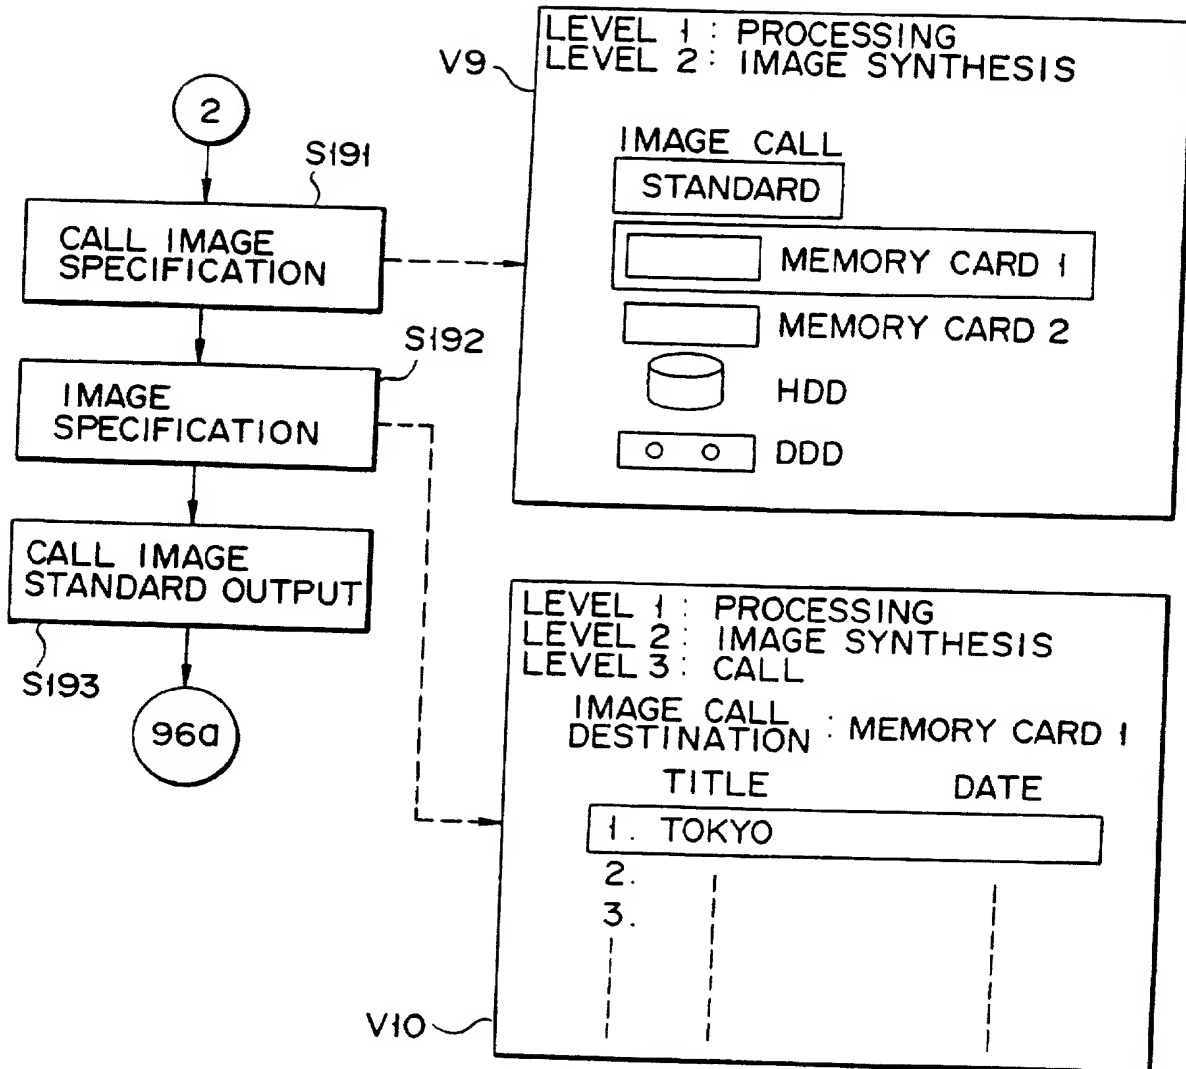 2
S191
CALL IMAGE
SPECIFICATION
S192
IMAGE
SPECIFICATION
CALL IMAGE
STANDARD OUTPUT
S193
96a
V9
LEVEL 1 : PROCESSING
LEVEL 2 : IMAGE SYNTHESIS
IMAGE CALL
STANDARD
MEMORY CARD 1
MEMORY CARD 2
HDD
DDD
V10
LEVEL 1 : PROCESSING
LEVEL 2 : IMAGE SYNTHESIS
LEVEL 3 : CALL
IMAGE CALL
DESTINATION : MEMORY CARD 1
TITLE DATE
1. TOKYO
2.
3.